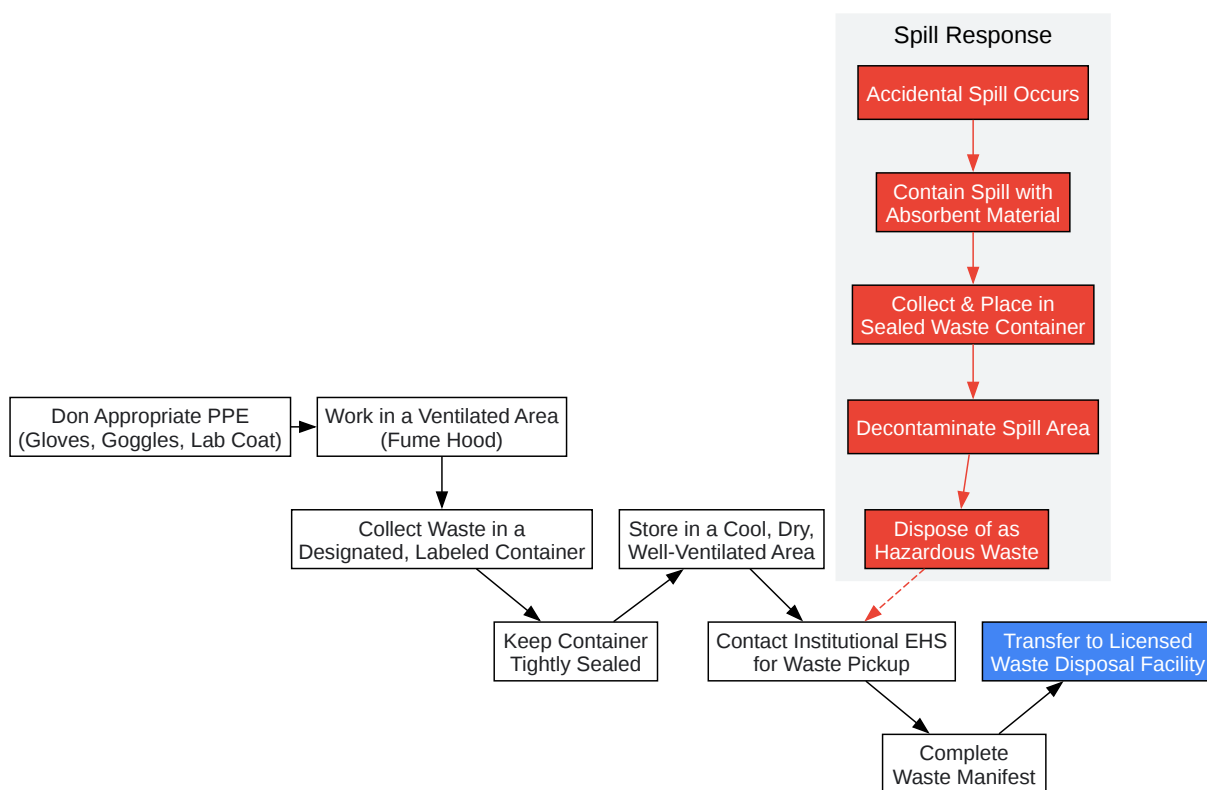 Spill Response
Accidental Spill Occurs
Contain Spill with
Absorbent Material
Collect & Place in
Sealed Waste Container
Decontaminate Spill Area
Dispose of as
Hazardous Waste
Don Appropriate PPE
(Gloves, Goggles, Lab Coat)
Work in a Ventilated Area
(Fume Hood)
Collect Waste in a
Designated, Labeled Container
Keep Container
Tightly Sealed
Store in a Cool, Dry,
Well-Ventilated Area
Contact Institutional EHS
for Waste Pickup
Complete
Waste Manifest
Transfer to Licensed
Waste Disposal Facility